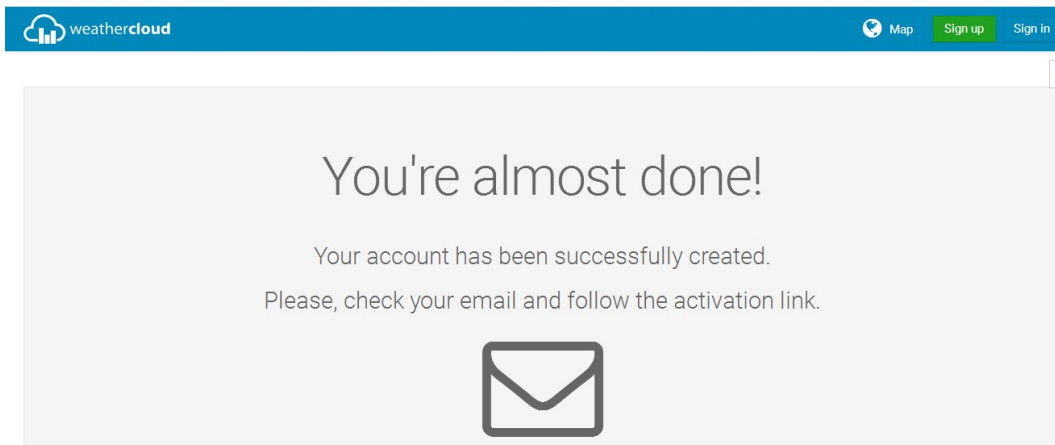 weathercloud
Map
Sign up
Sign in
You're almost done!
Your account has been successfully created.
Please, check your email and follow the activation link.